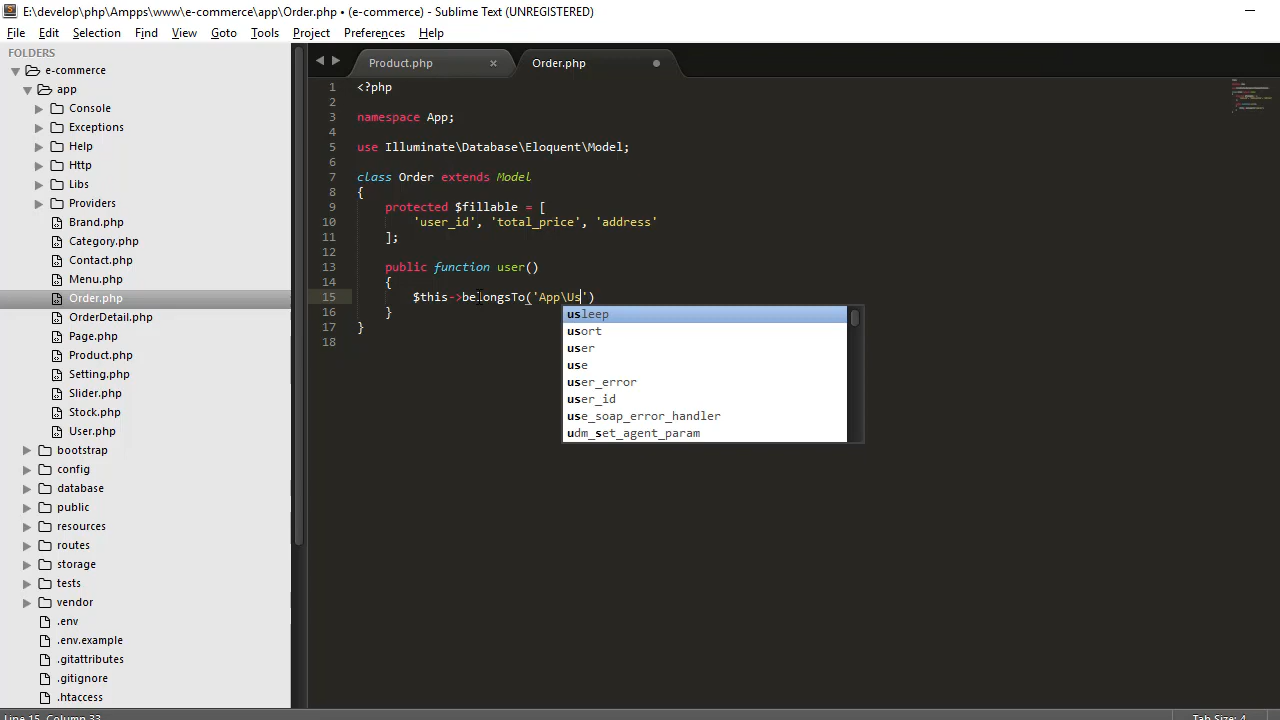 E:\develop\php\Ampps\www\e-commerce\app\Order.php • (e-commerce) - Sublime Text (UNREGISTERED)
File Edit Selection Find View Goto Tools Project Preferences Help
FOLDERS
e-commerce
app
Console
Exceptions
Help
Http
Libs
Providers
Brand.php
Category.php
Contact.php
Menu.php
Order.php
OrderDetail.php
Page.php
Product.php
Setting.php
Slider.php
Stock.php
User.php
bootstrap
config
database
public
resources
routes
storage
tests
vendor
.env
.env.example
.gitattributes
.gitignore
.htaccess
Product.php Order.php
1 <?php
2
3 namespace App;
4
5 use Illuminate\Database\Eloquent\Model;
6
7 class Order extends Model
8 {
9 protected $fillable = [
10 'user_id', 'total_price', 'address'
11 ];
12
13 public function user()
14 {
15 $this->belongsTo('App\Us')
16 }
17 }
18
usleep
usort
user
use
user_error
user_id
use_soap_error_handler
udm_set_agent_param
Line 15, Column 33 Tab Size: 4